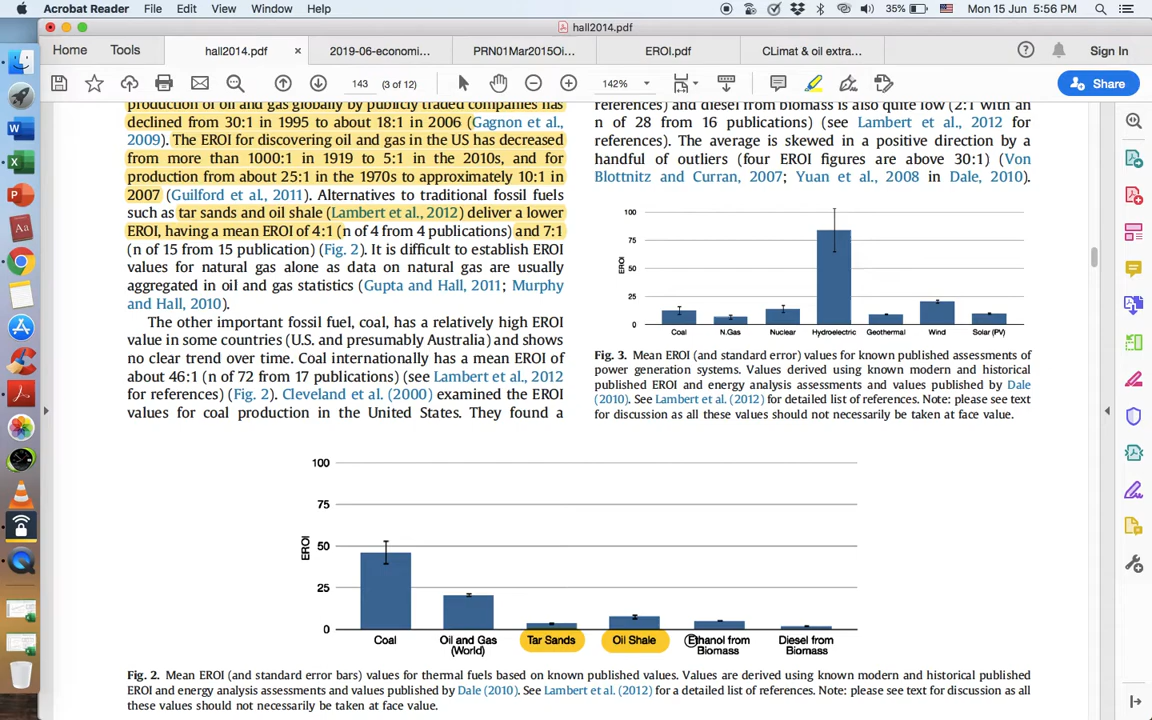 Acrobat Reader File Edit View Window Help 35% Mon 15 Jun 5:56 PM
hall2014.pdf
Home Tools hall2014.pdf × 2019-06-economi... PRN01Mar2015Oi... EROI.pdf CLimat & oil extra... Sign In
143 (3 of 12) 142% Share
production of oil and gas globally by publicly traded companies has
declined from 30:1 in 1995 to about 18:1 in 2006 (Gagnon et al.,
2009). The EROI for discovering oil and gas in the US has decreased
from more than 1000:1 in 1919 to 5:1 in the 2010s, and for
production from about 25:1 in the 1970s to approximately 10:1 in
2007 (Guilford et al., 2011). Alternatives to traditional fossil fuels
such as tar sands and oil shale (Lambert et al., 2012) deliver a lower
EROI, having a mean EROI of 4:1 (n of 4 from 4 publications) and 7:1
(n of 15 from 15 publication) (Fig. 2). It is difficult to establish EROI
values for natural gas alone as data on natural gas are usually
aggregated in oil and gas statistics (Gupta and Hall, 2011; Murphy
and Hall, 2010).
The other important fossil fuel, coal, has a relatively high EROI
value in some countries (U.S. and presumably Australia) and shows
no clear trend over time. Coal internationally has a mean EROI of
about 46:1 (n of 72 from 17 publications) (see Lambert et al., 2012
for references) (Fig. 2). Cleveland et al. (2000) examined the EROI
values for coal production in the United States. They found a
references) and diesel from biomass is also quite low (2:1 with an
n of 28 from 16 publications) (see Lambert et al., 2012 for
references). The average is skewed in a positive direction by a
handful of outliers (four EROI figures are above 30:1) (Von
Blottnitz and Curran, 2007; Yuan et al., 2008 in Dale, 2010).
100
75
EROI
50
25
0
Coal N.Gas Nuclear Hydroelectric Geothermal Wind Solar (PV)
Fig. 3. Mean EROI (and standard error) values for known published assessments of
power generation systems. Values derived using known modern and historical
published EROI and energy analysis assessments and values published by Dale
(2010). See Lambert et al. (2012) for detailed list of references. Note: please see text
for discussion as all these values should not necessarily be taken at face value.
100
75
EROI
50
25
0
Coal Oil and Gas Tar Sands Oil Shale Ethanol from Diesel from
(World) Biomass Biomass
Fig. 2. Mean EROI (and standard error bars) values for thermal fuels based on known published values. Values are derived using known modern and historical published
EROI and energy analysis assessments and values published by Dale (2010). See Lambert et al. (2012) for a detailed list of references. Note: please see text for discussion as all
these values should not necessarily be taken at face value.